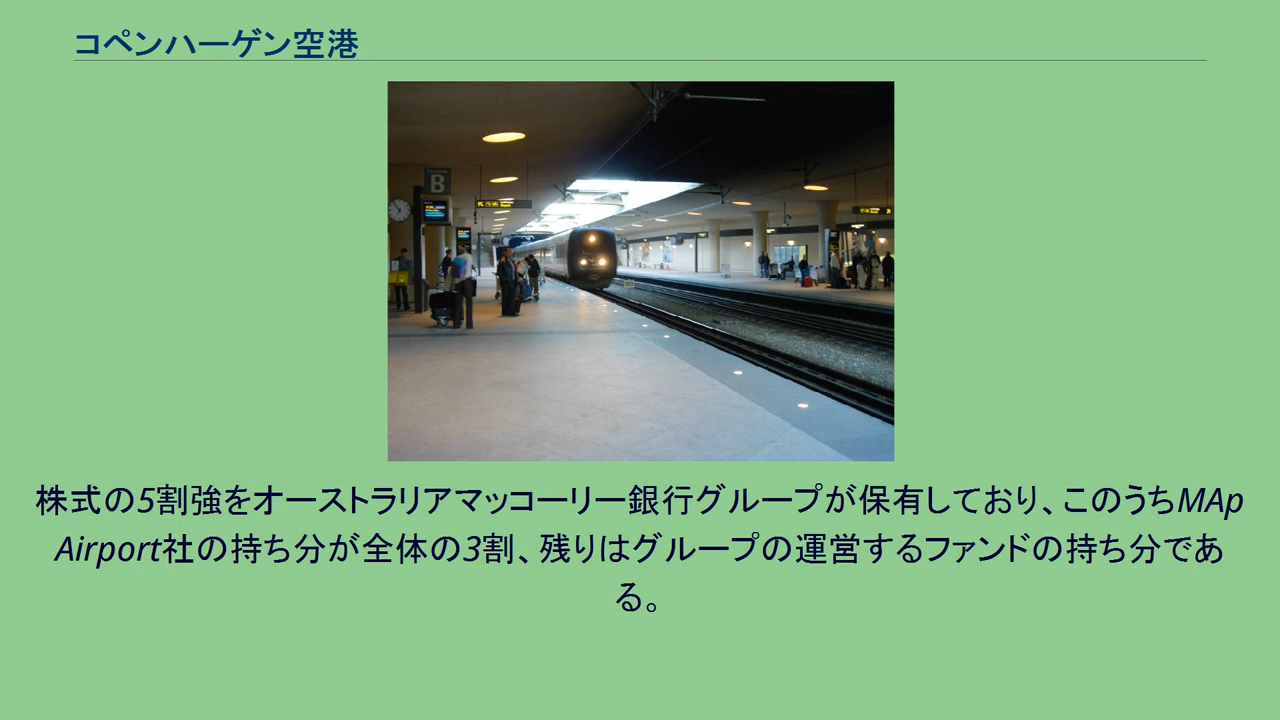 コペンハーゲン空港
B
株式の5割強をオーストラリアマッコーリー銀行グループが保有しており、このうちMAp
Airport社の持ち分が全体の3割、残りはグループの運営するファンドの持ち分であ
る。